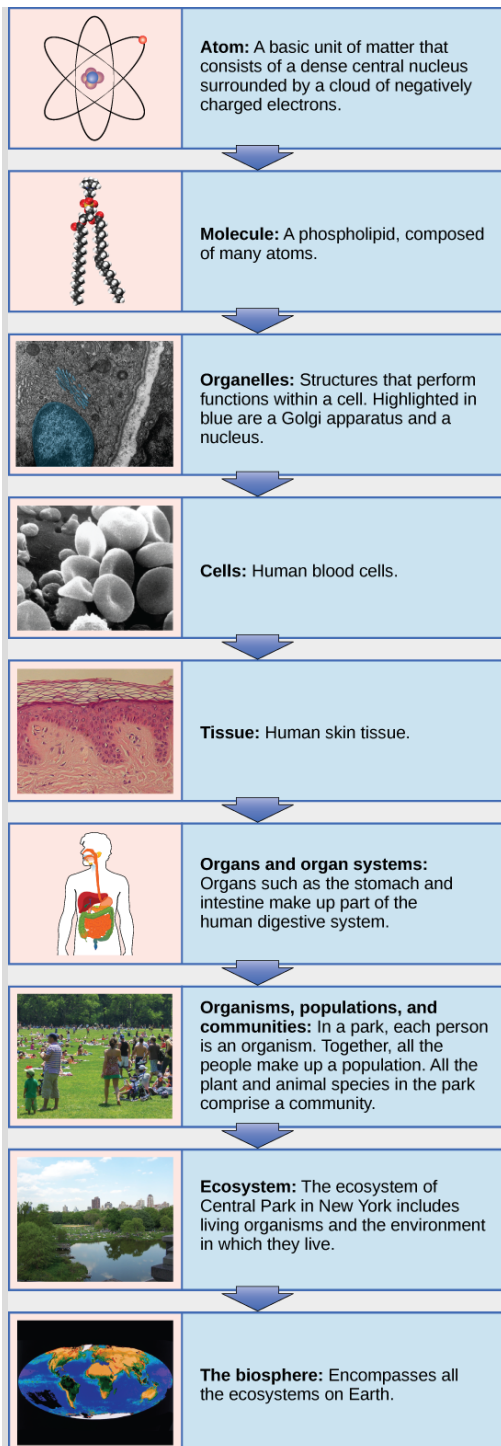 Atom: A basic unit of matter that
consists of a dense central nucleus
surrounded by a cloud of negatively
charged electrons.
Molecule: A phospholipid, composed
of many atoms.
Organelles: Structures that perform
functions within a cell. Highlighted in
blue are a Golgi apparatus and a
nucleus.
Cells: Human blood cells.
Tissue: Human skin tissue.
Organs and organ systems:
Organs such as the stomach and
intestine make up part of the
human digestive system.
Organisms, populations, and
communities: In a park, each person
is an organism. Together, all the
people make up a population. All the
plant and animal species in the park
comprise a community.
Ecosystem: The ecosystem of
Central Park in New York includes
living organisms and the environment
in which they live.
The biosphere: Encompasses all
the ecosystems on Earth.